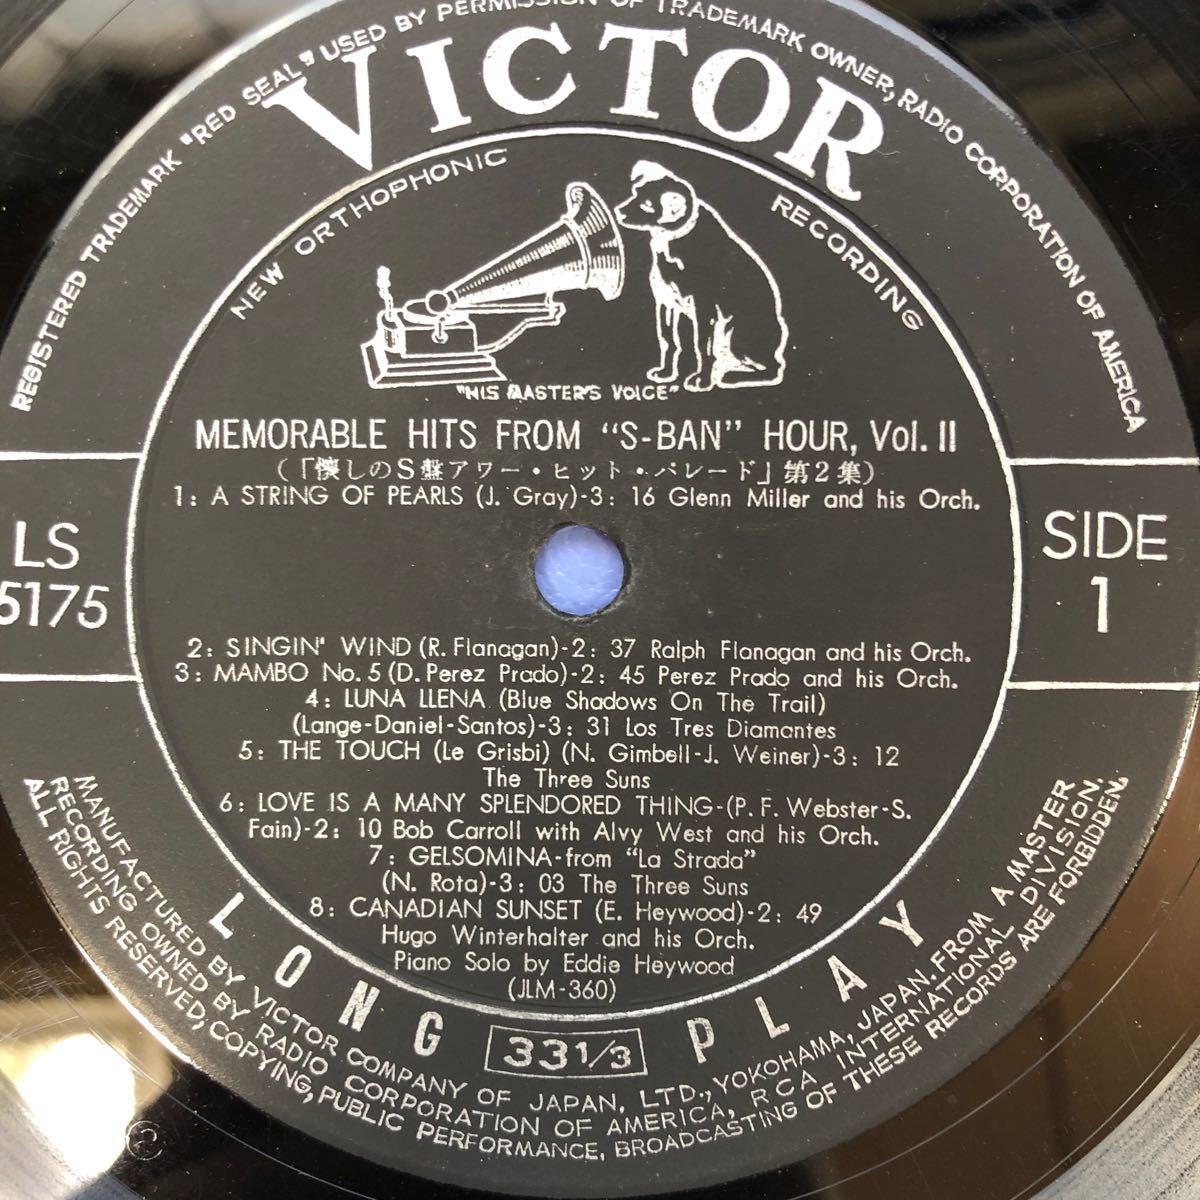 REGISTERED TRADEMARK "RED SEAL" USED BY PERMISSION OF TRADEMARK OWNER, RADIO CORPORATION OF AMERICA
VICTOR
NEW ORTHOPHONIC RECORDING
"HIS MASTER'S VOICE"
MEMORABLE HITS FROM "S-BAN" HOUR, Vol. II
(「懐しのS盤アワー・ヒット・パレード」第2集)
1: A STRING OF PEARLS (J. Gray)-3: 16 Glenn Miller and his Orch.
LS
5175
SIDE
1
2: SINGIN' WIND (R. Flanagan)-2: 37 Ralph Flanagan and his Orch.
3: MAMBO No. 5 (D. Perez Prado)-2: 45 Perez Prado and his Orch.
4: LUNA LLENA (Blue Shadows On The Trail)
(Lange-Daniel-Santos)-3: 31 Los Tres Diamantes
5: THE TOUCH (Le Grisbi) (N. Gimbell-J. Weiner)-3: 12
The Three Suns
6: LOVE IS A MANY SPLENDORED THING-(P. F. Webster-S.
Fain)-2: 10 Bob Carroll with Alvy West and his Orch.
7: GELSOMINA-from "La Strada"
(N. Rota)-3: 03 The Three Suns
8: CANADIAN SUNSET (E. Heywood)-2: 49
Hugo Winterhalter and his Orch.
Piano Solo by Eddie Heywood
(JLM-360)
LONG PLAY
33 1/3
MANUFACTURED BY VICTOR COMPANY OF JAPAN, LTD., YOKOHAMA, JAPAN, FROM A MASTER
RECORDING OWNED BY RADIO CORPORATION OF AMERICA, RCA INTERNATIONAL DIVISION.
ALL RIGHTS RESERVED, COPYING, PUBLIC PERFORMANCE, BROADCASTING OF THESE RECORDS ARE FORBIDDEN.